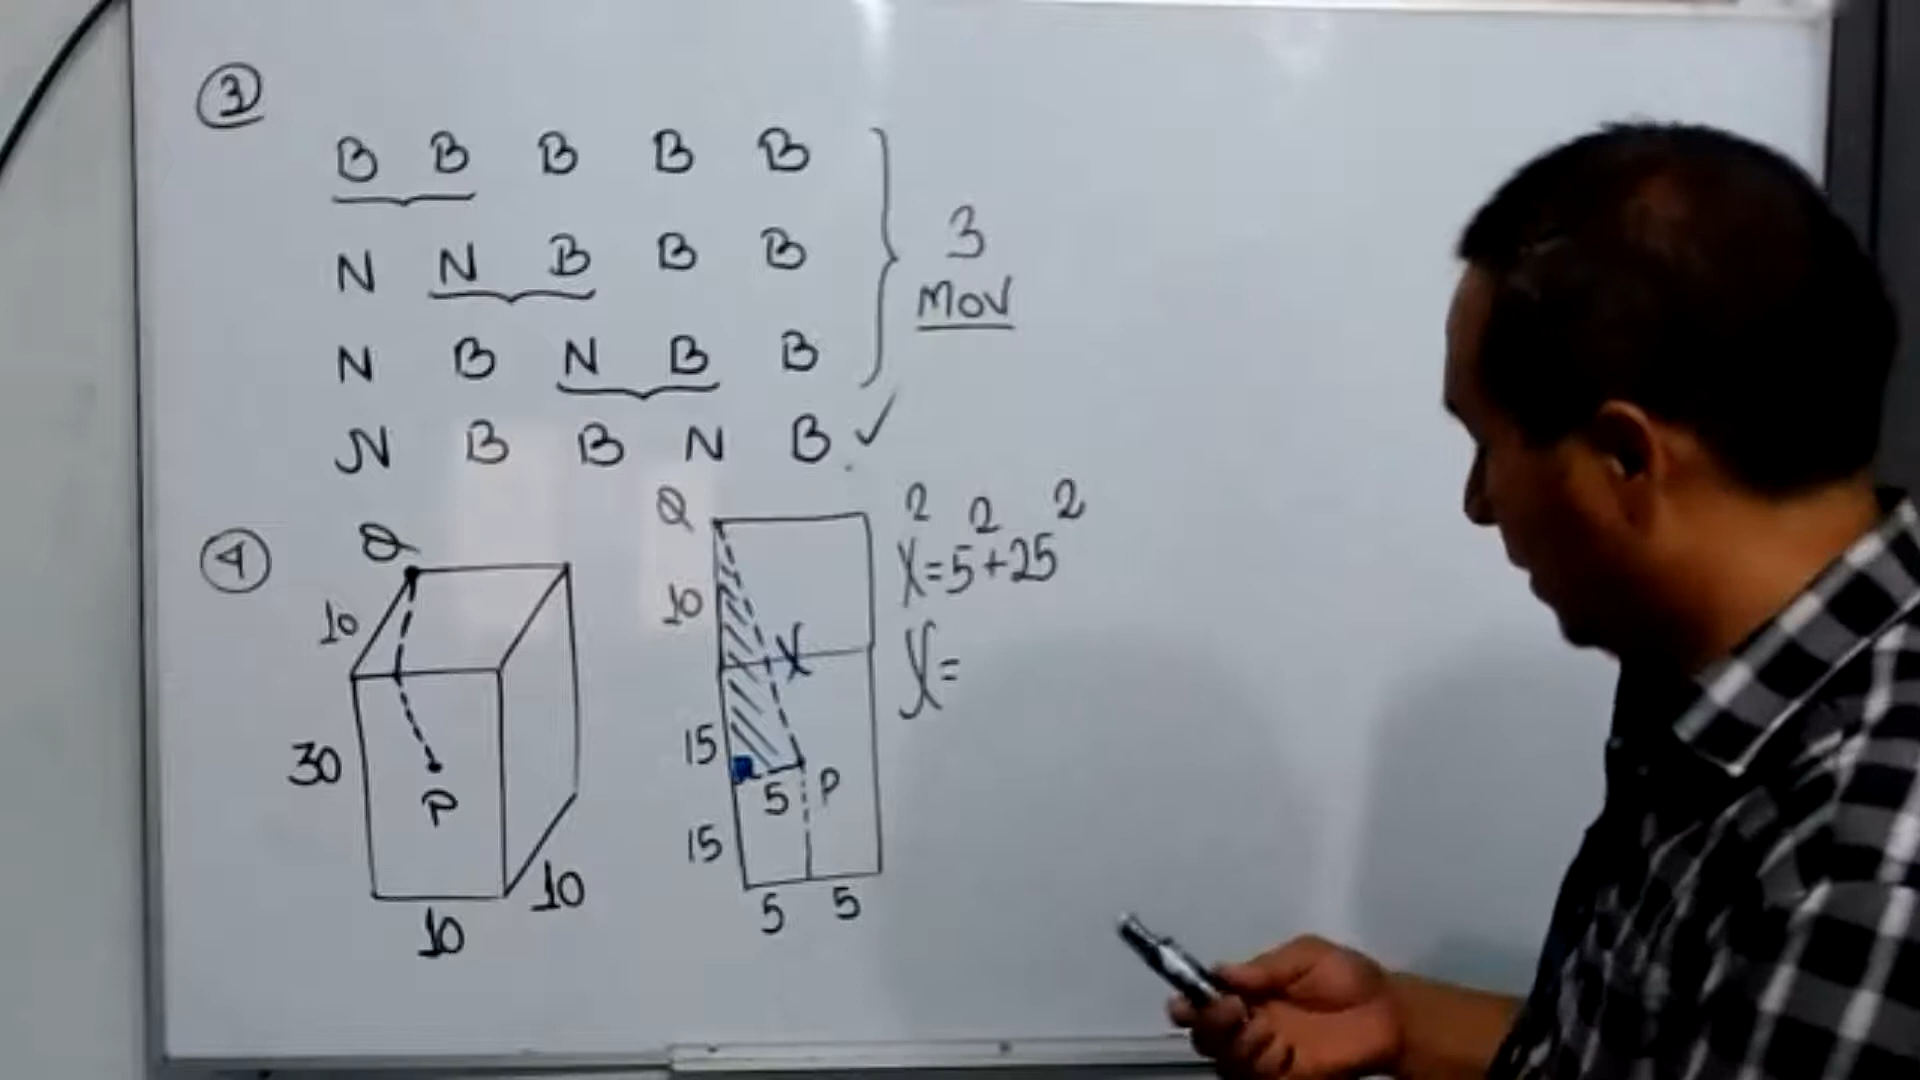 3
B B B B B
N N B B B
3
MOV
N B N B B
N B B N B ✓
4
Q
10
30
P
10
10
Q
10
X
15
5 P
15
5 5
x²=5²+25²
X=